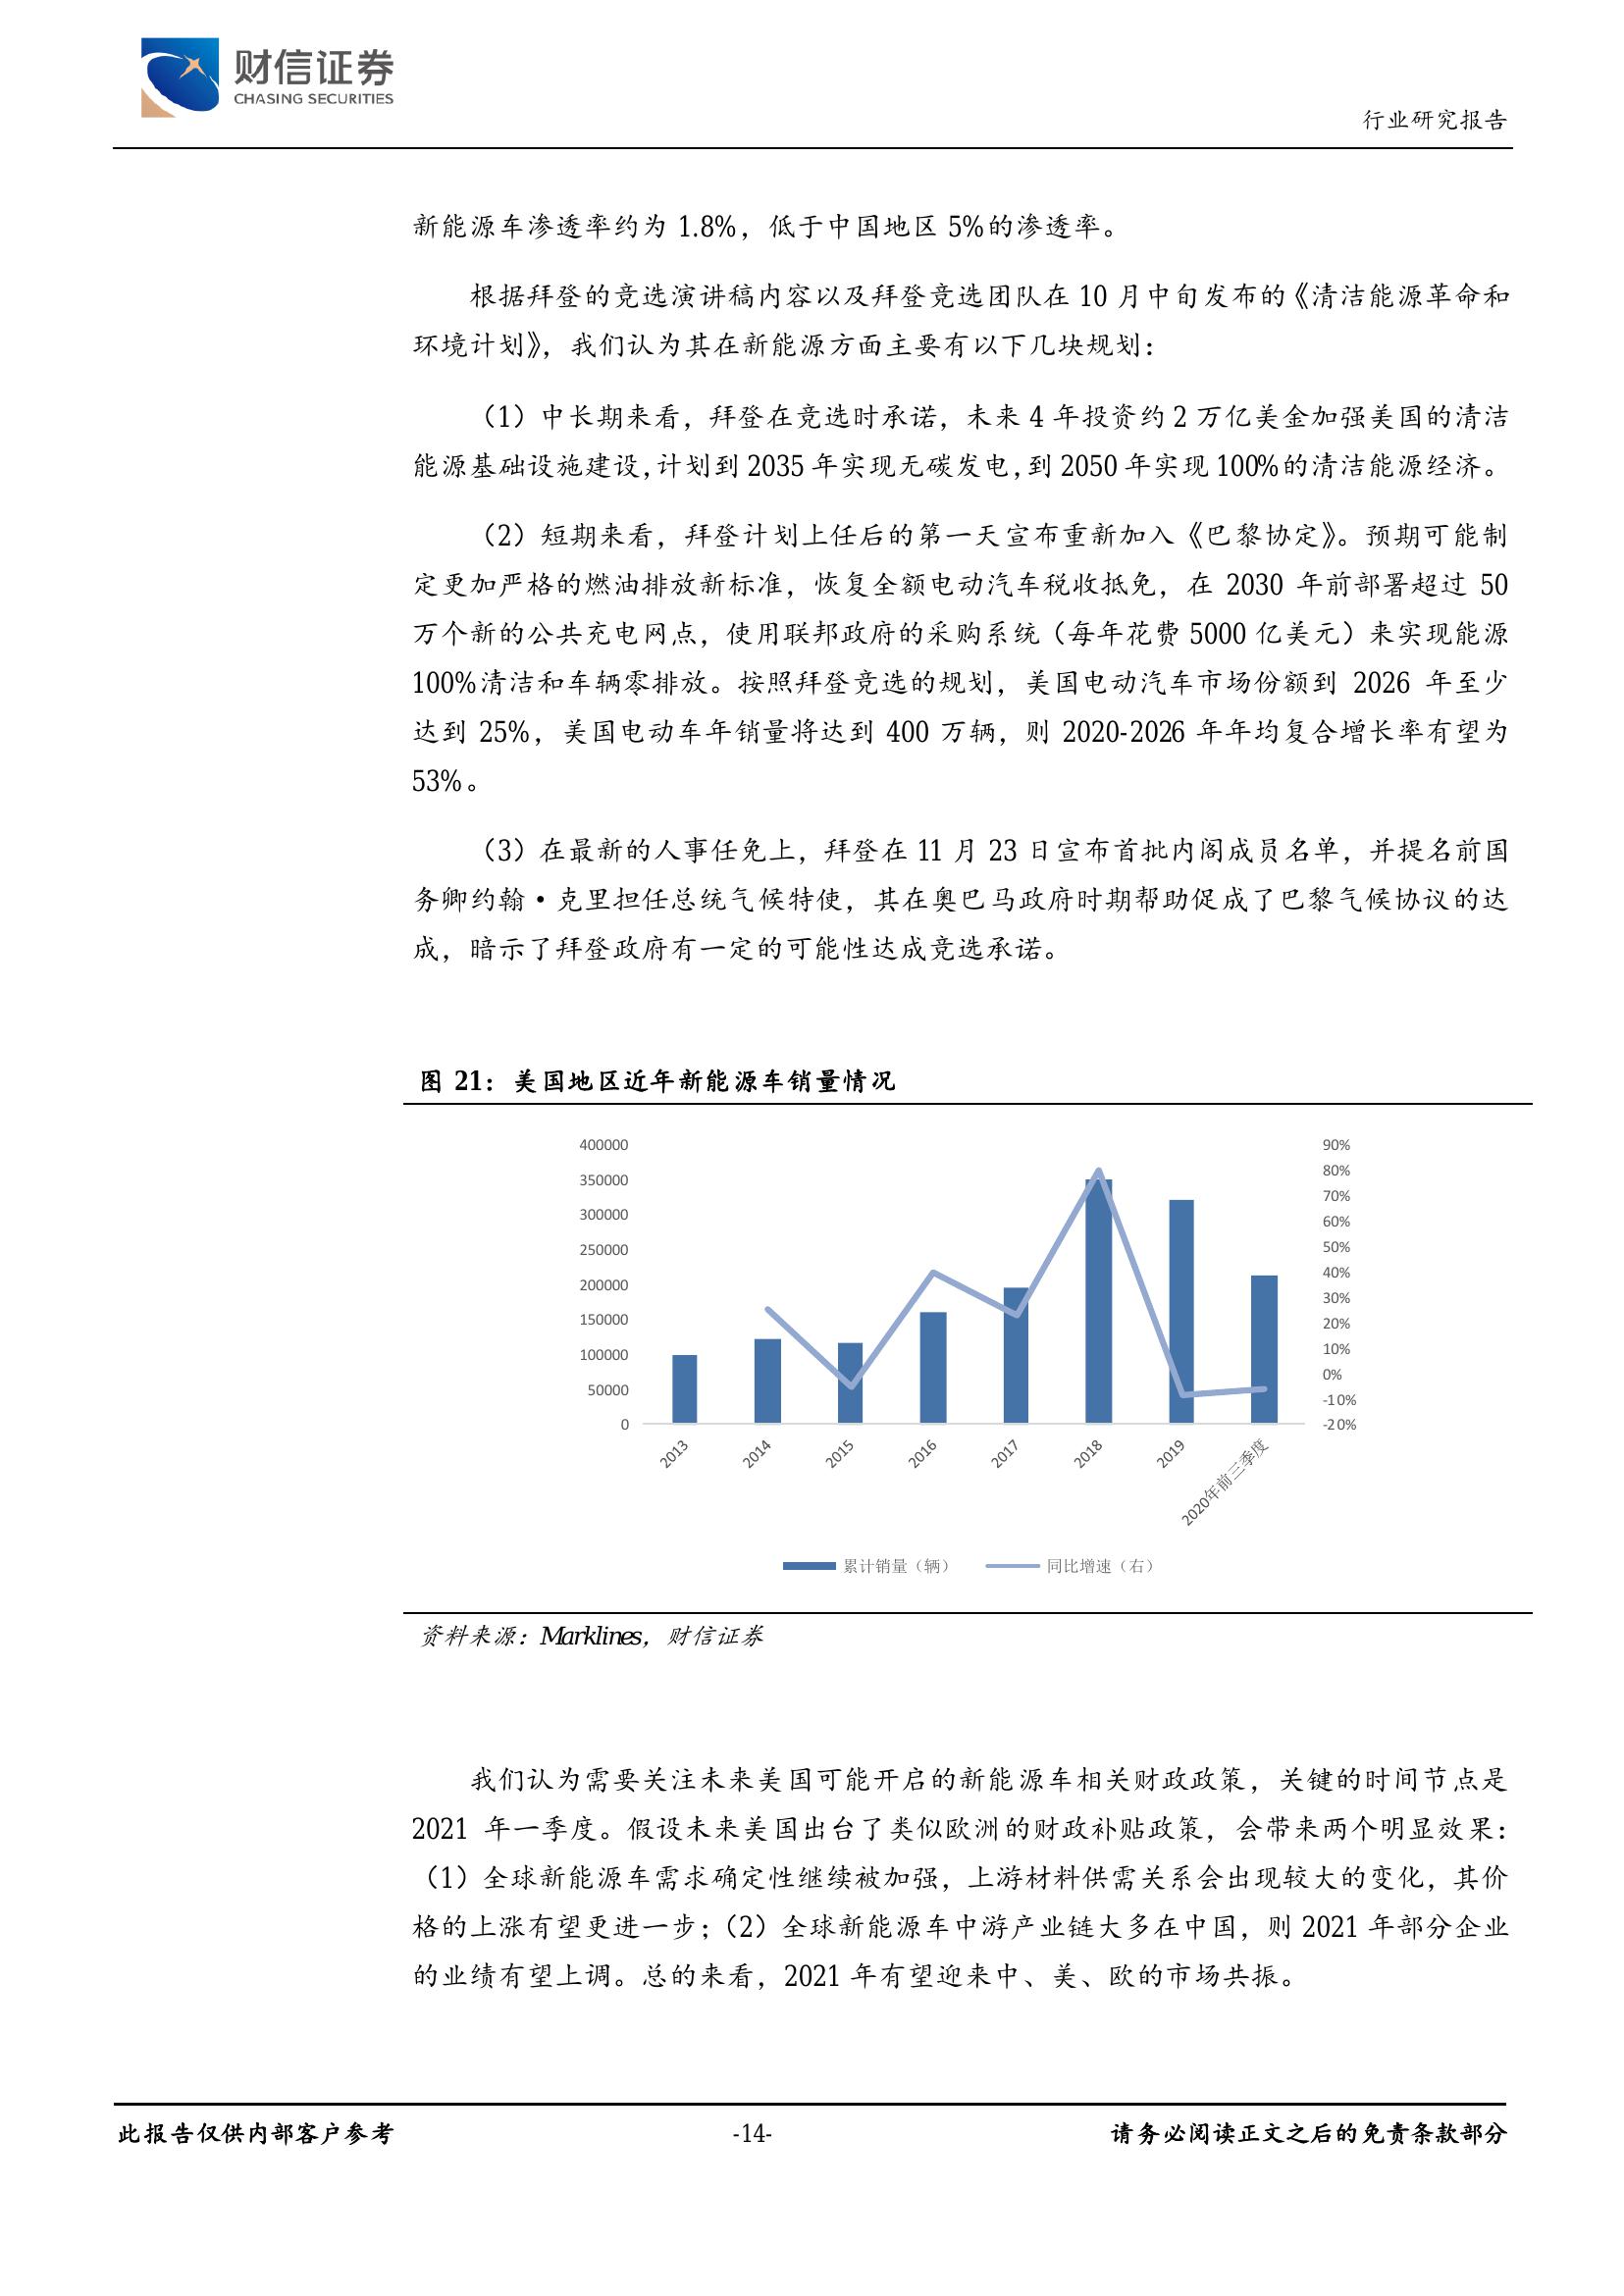 财信证券
CHASING SECURITIES
行业研究报告
新能源车渗透率约为 1.8%，低于中国地区 5%的渗透率。
根据拜登的竞选演讲稿内容以及拜登竞选团队在 10 月中旬发布的《清洁能源革命和
环境计划》，我们认为其在新能源方面主要有以下几块规划：
（1）中长期来看，拜登在竞选时承诺，未来 4 年投资约 2 万亿美金加强美国的清洁
能源基础设施建设，计划到 2035 年实现无碳发电，到 2050 年实现 100%的清洁能源经济。
（2）短期来看，拜登计划上任后的第一天宣布重新加入《巴黎协定》。预期可能制
定更加严格的燃油排放新标准，恢复全额电动汽车税收抵免，在 2030 年前部署超过 50
万个新的公共充电网点，使用联邦政府的采购系统（每年花费 5000 亿美元）来实现能源
100%清洁和车辆零排放。按照拜登竞选的规划，美国电动汽车市场份额到 2026 年至少
达到 25%，美国电动车年销量将达到 400 万辆，则 2020-2026 年年均复合增长率有望为
53%。
（3）在最新的人事任免上，拜登在 11 月 23 日宣布首批内阁成员名单，并提名前国
务卿约翰·克里担任总统气候特使，其在奥巴马政府时期帮助促成了巴黎气候协议的达
成，暗示了拜登政府有一定的可能性达成竞选承诺。
图 21：美国地区近年新能源车销量情况
400000
350000
300000
250000
200000
150000
100000
50000
0
90%
80%
70%
60%
50%
40%
30%
20%
10%
0%
-10%
-20%
2013
2014
2015
2016
2017
2018
2019
2020年前三季度
累计销量（辆）
同比增速（右）
资料来源：Marklines，财信证券
我们认为需要关注未来美国可能开启的新能源车相关财政政策，关键的时间节点是
2021 年一季度。假设未来美国出台了类似欧洲的财政补贴政策，会带来两个明显效果：
（1）全球新能源车需求确定性继续被加强，上游材料供需关系会出现较大的变化，其价
格的上涨有望更进一步；（2）全球新能源车中游产业链大多在中国，则 2021 年部分企业
的业绩有望上调。总的来看，2021 年有望迎来中、美、欧的市场共振。
此报告仅供内部客户参考
-14-
请务必阅读正文之后的免责条款部分